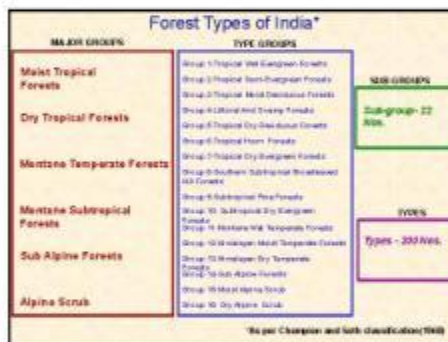 Forest Types of India*
MAJOR GROUPS
TYPE GROUPS
Moist Tropical
Forests
Dry Tropical Forests
Montane Temperate Forests
Montane Subtropical
Forests
Sub Alpine Forests
Alpine Scrub
Group 1-Tropical Wet Evergreen Forests
Group 2-Tropical Semi-Evergreen Forests
Group 3-Tropical Moist Deciduous Forests
Group 4-Littoral And Swamp Forests
Group 5-Tropical Dry Deciduous Forests
Group 6-Tropical Thorn Forests
Group 7-Tropical Dry Evergreen Forests
Group 8-Southern Subtropical Broadleaved
Hill Forests
Group 9-Subtropical Pine Forests
Group 10- Subtropical Dry Evergreen
Forests
Group 11-Montane Wet Temperate Forests
Group 12-Himalayan Moist Temperate Forests
Group 13-Himalayan Dry Temperate
Forests
Group 14-Sub Alpine Forests
Group 15-Moist Alpine Scrub
Group 16- Dry Alpine Scrub
SUB GROUPS
Sub-group- 22
Nos.
TYPES
Types - 200 Nos.
*As per Champion and Seth classification(1968)